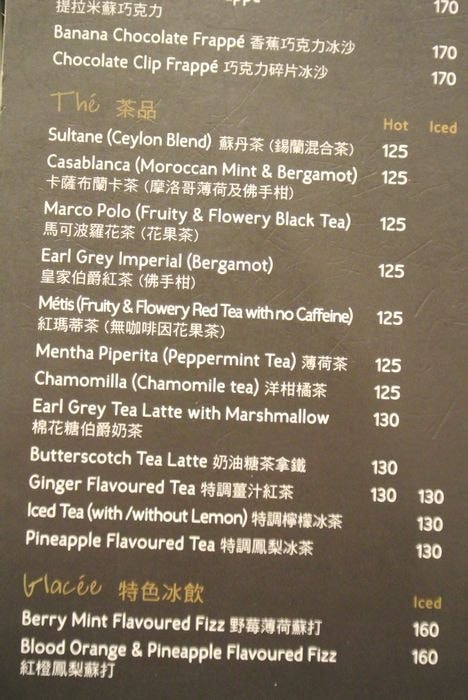 提拉米蘇巧克力 170
Banana Chocolate Frappé 香蕉巧克力冰沙 170
Chocolate Clip Frappé 巧克力碎片冰沙 170
Thé 茶品 Hot Iced
Sultane (Ceylon Blend) 蘇丹茶 (錫蘭混合茶) 125
Casablanca (Moroccan Mint & Bergamot) 125
卡薩布蘭卡茶 (摩洛哥薄荷及佛手柑)
Marco Polo (Fruity & Flowery Black Tea) 125
馬可波羅花茶 (花果茶)
Earl Grey Imperial (Bergamot) 125
皇家伯爵紅茶 (佛手柑)
Métis (Fruity & Flowery Red Tea with no Caffeine) 125
紅瑪蒂茶 (無咖啡因花果茶)
Mentha Piperita (Peppermint Tea) 薄荷茶 125
Chamomilla (Chamomile tea) 洋柑橘茶 125
Earl Grey Tea Latte with Marshmallow 130
棉花糖伯爵奶茶
Butterscotch Tea Latte 奶油糖茶拿鐵 130
Ginger Flavoured Tea 特調薑汁紅茶 130 130
Iced Tea (with /without Lemon) 特調檸檬冰茶 130
Pineapple Flavoured Tea 特調鳳梨冰茶 130
Glacée 特色冰飲 Iced
Berry Mint Flavoured Fizz 野莓薄荷蘇打 160
Blood Orange & Pineapple Flavoured Fizz 160
紅橙鳳梨蘇打